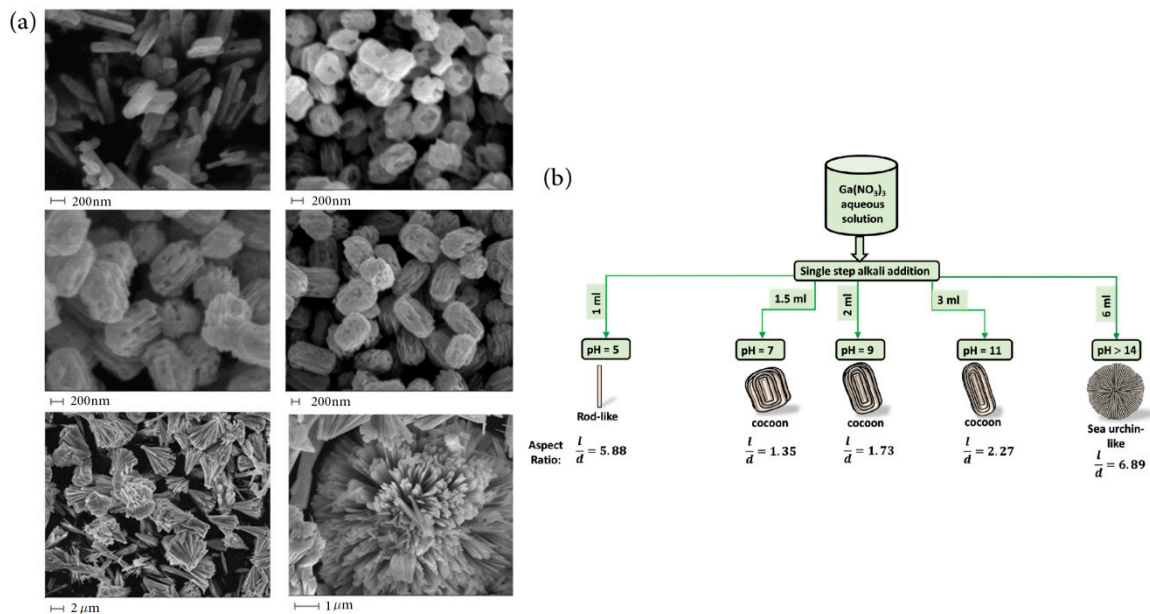 (a)
200nm
200nm
200nm
200nm
2 μm
1 μm
(b)
Ga(NO₃)₃
aqueous
solution
Single step alkali addition
1 ml
1.5 ml
2 ml
3 ml
6 ml
pH = 5
pH = 7
pH = 9
pH = 11
pH > 14
Rod-like
cocoon
cocoon
cocoon
Sea urchin-
like
Aspect
Ratio:
l/d = 5.88
l/d = 1.35
l/d = 1.73
l/d = 2.27
l/d = 6.89